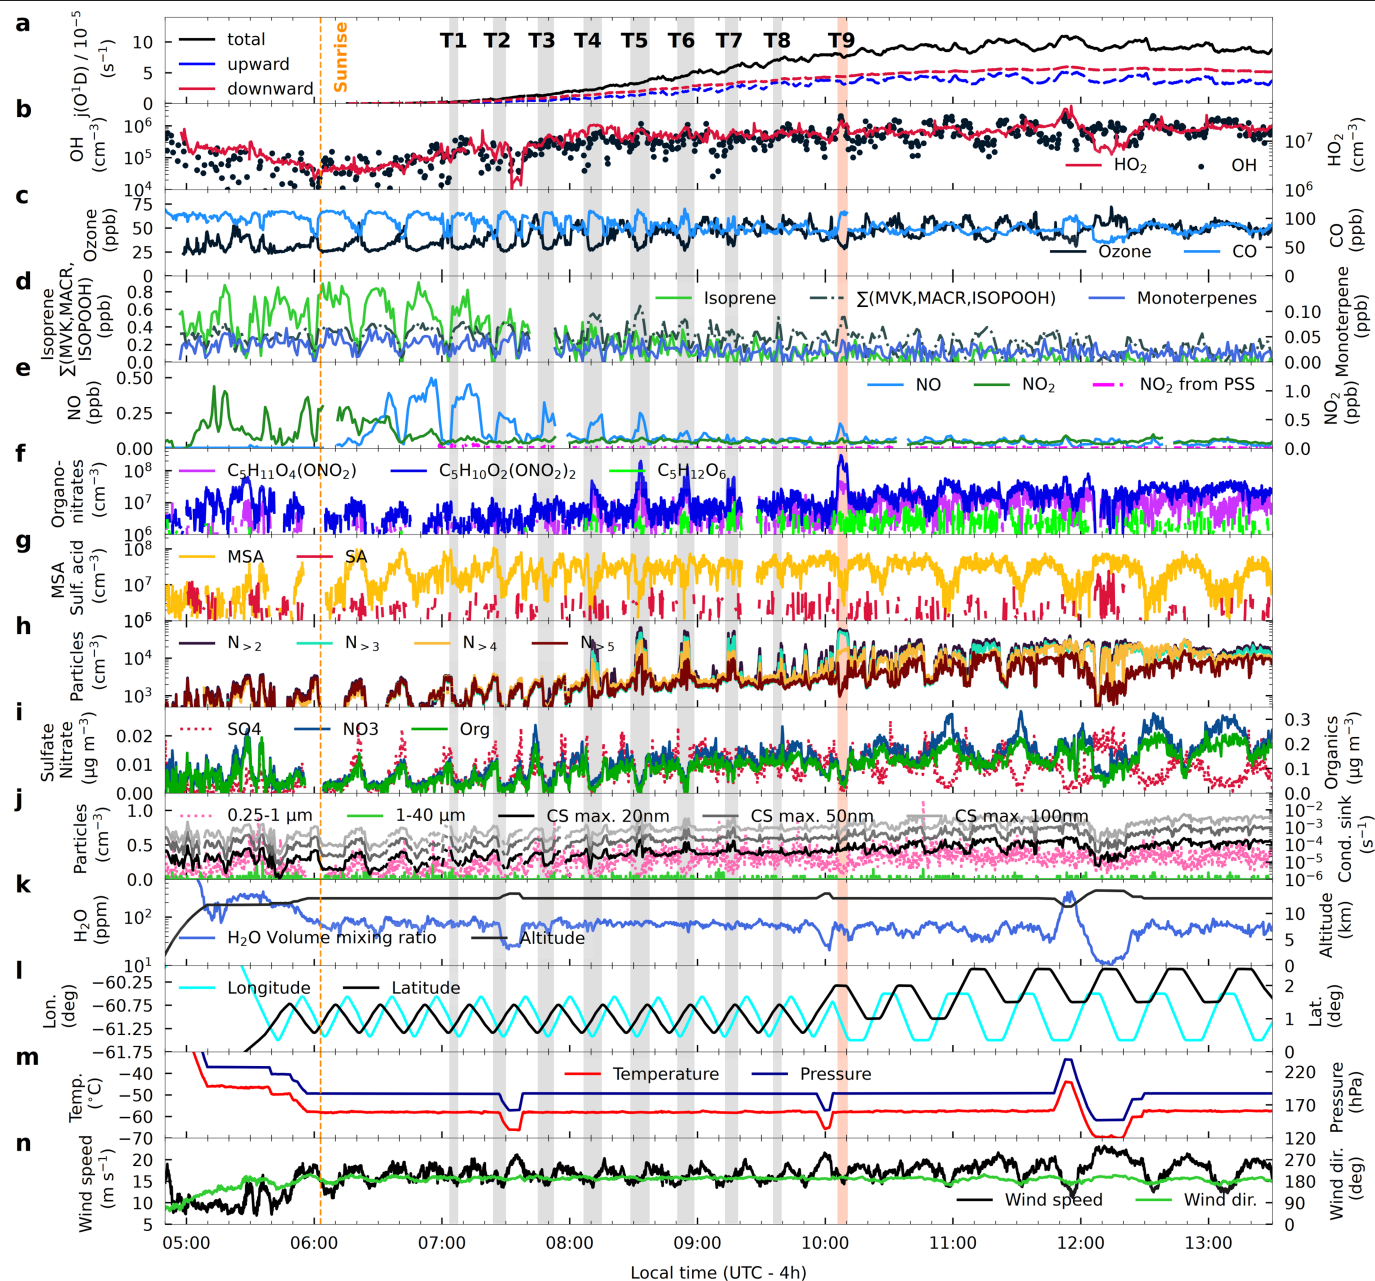 a
j(O¹D) / 10⁻⁵
(s⁻¹)
10
5
0
total
upward
downward
Sunrise
T1 T2 T3 T4 T5 T6 T7 T8 T9
b
OH
(cm⁻³)
10⁶
10⁵
10⁴
HO₂
OH
10⁷
10⁶
HO₂
(cm⁻³)
c
Ozone
(ppb)
75
50
25
0
Ozone
CO
100
50
0
CO
(ppb)
d
Isoprene
∑(MVK,MACR,
ISOPOOH)
(ppb)
0.8
0.6
0.4
0.2
0.0
Isoprene
∑(MVK,MACR,ISOPOOH)
Monoterpenes
0.10
0.05
0.00
Monoterpene
(ppb)
e
NO
(ppb)
0.50
0.25
0.00
NO
NO₂
NO₂ from PSS
1.0
0.5
0.0
NO₂
(ppb)
f
Organo-
nitrates
(cm⁻³)
10⁸
10⁷
10⁶
C₅H₁₁O₄(ONO₂)
C₅H₁₀O₂(ONO₂)₂
C₅H₁₂O₆
g
MSA
Sulf. acid
(cm⁻³)
10⁸
10⁷
10⁶
MSA
SA
h
Particles
(cm⁻³)
10⁴
10³
N>2
N>3
N>4
N>5
i
Sulfate
Nitrate
(μg m⁻³)
0.02
0.01
0.00
SO4
NO3
Org
0.3
0.2
0.1
0.0
Organics
(μg m⁻³)
j
Particles
(cm⁻³)
1.0
0.5
0.0
0.25-1 μm
1-40 μm
CS max. 20nm
CS max. 50nm
CS max. 100nm
10⁻²
10⁻³
10⁻⁴
10⁻⁵
10⁻⁶
Cond. sink
(s⁻¹)
k
H₂O
(ppm)
10²
10¹
H₂O Volume mixing ratio
Altitude
10
5
0
Altitude
(km)
l
Lon.
(deg)
−60.25
−60.75
−61.25
−61.75
Longitude
Latitude
2
1
0
Lat.
(deg)
m
Temp.
(°C)
−40
−50
−60
−70
Temperature
Pressure
220
170
120
Pressure
(hPa)
n
Wind speed
(m s⁻¹)
20
15
10
5
Wind speed
Wind dir.
270
180
90
0
Wind dir.
(deg)
05:00 06:00 07:00 08:00 09:00 10:00 11:00 12:00 13:00
Local time (UTC - 4h)